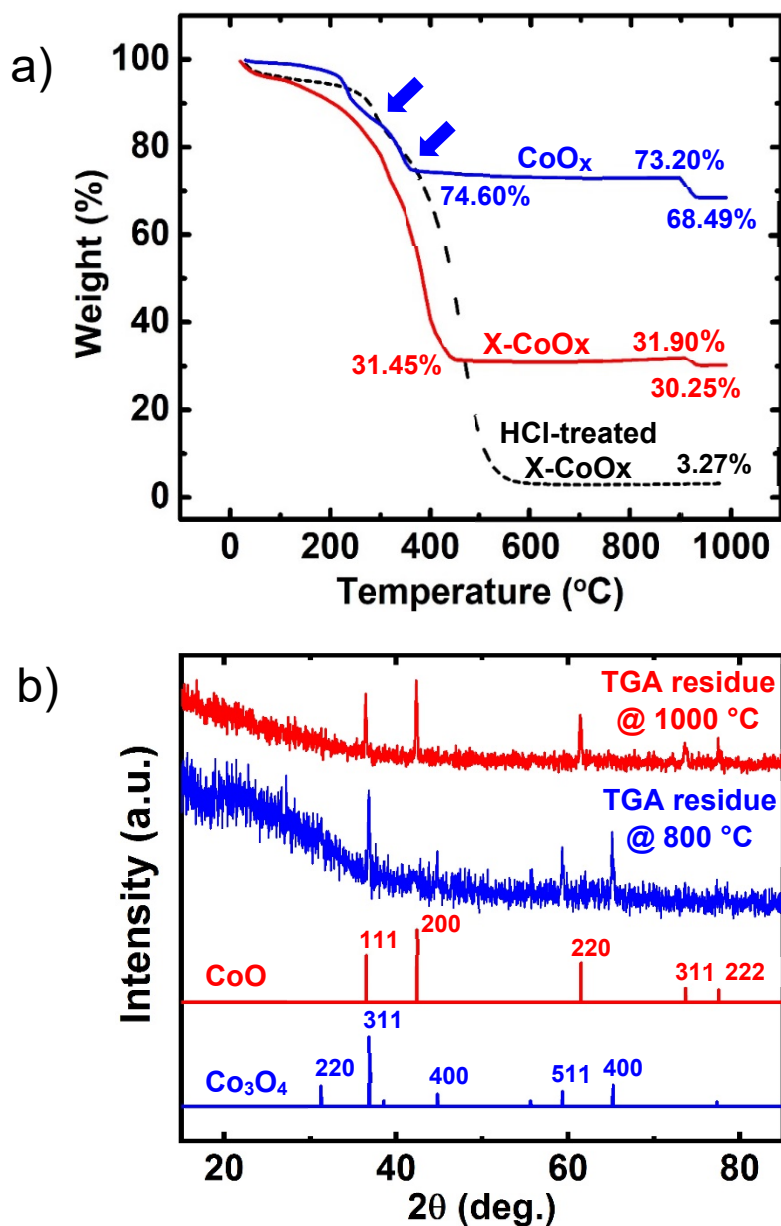 a)
100
80
60
40
20
0
Weight (%)
CoOx
73.20%
74.60%
68.49%
X-CoOx
31.90%
31.45%
30.25%
HCl-treated
X-CoOx
3.27%
0 200 400 600 800 1000
Temperature (°C)
b)
Intensity (a.u.)
TGA residue
@ 1000 °C
TGA residue
@ 800 °C
CoO
111
200
220
311 222
Co₃O₄
220
311
400
511
400
20 40 60 80
2θ (deg.)